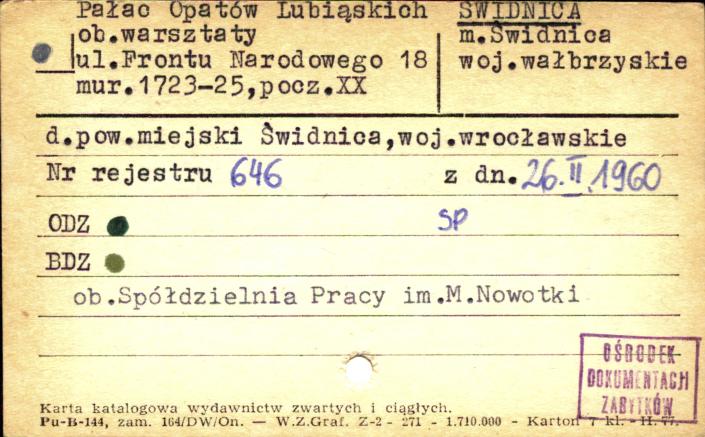 Pałac Opatów Lubiąskich
ob.warsztaty
ul.Frontu Narodowego 18
mur.1723-25,pocz.XX
ŚWIDNICA
m.Świdnica
woj.wałbrzyskie
d.pow.miejski Świdnica,woj.wrocławskie
Nr rejestru 646 z dn. 26.II.1960
ODZ SP
BDZ
ob.Spółdzielnia Pracy im.M.Nowotki
OŚRODEK
DOKUMENTACJI
ZABYTKÓW
Karta katalogowa wydawnictw zwartych i ciągłych.
Pu-B-144, zam. 164/DW/On. — W.Z.Graf. Z-2 - 271 - 1.710.000 - Karton 7 kl. - H. 77.